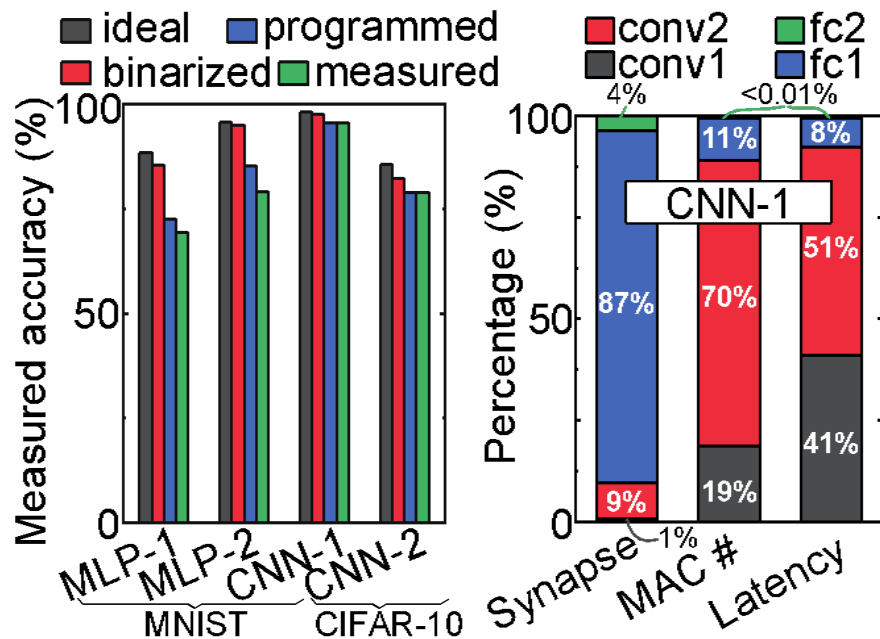 ideal programmed
binarized measured
Measured accuracy (%)
100
50
0
MLP-1 MLP-2 CNN-1 CNN-2
MNIST CIFAR-10
conv2 fc2
conv1 fc1
4% <0.01%
Percentage (%)
100
50
0
11% 8%
CNN-1
51%
87% 70%
41%
9% 19%
1%
Synapse MAC # Latency